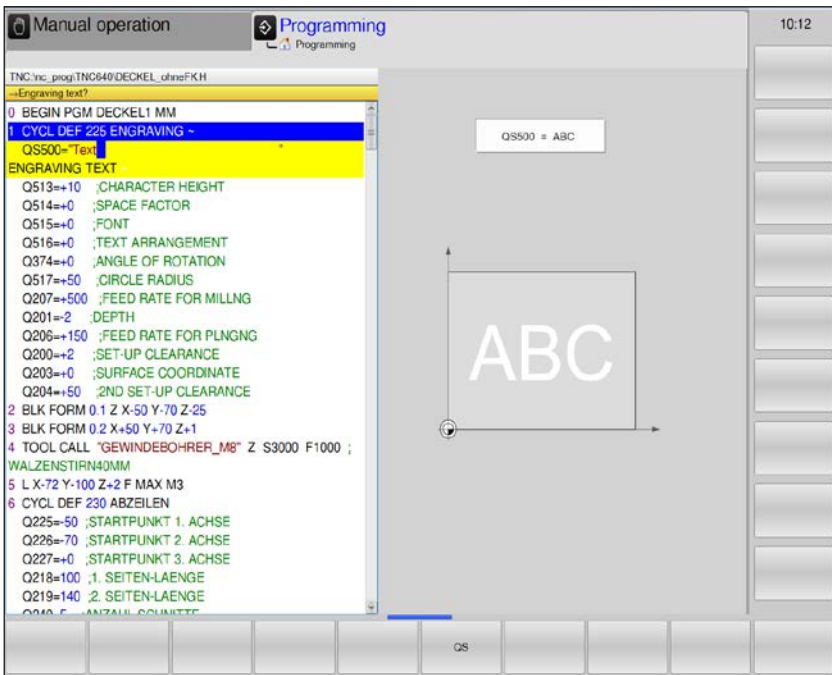 Manual operation
Programming
Programming
10:12
TNC:\nc_prog\TNC640\DECKEL_ohneFK.H
→Engraving text?
0 BEGIN PGM DECKEL1 MM
1 CYCL DEF 225 ENGRAVING ~
QS500="Text "
ENGRAVING TEXT
Q513=+10 ;CHARACTER HEIGHT
Q514=+0 ;SPACE FACTOR
Q515=+0 ;FONT
Q516=+0 ;TEXT ARRANGEMENT
Q374=+0 ;ANGLE OF ROTATION
Q517=+50 ;CIRCLE RADIUS
Q207=+500 ;FEED RATE FOR MILLNG
Q201=-2 ;DEPTH
Q206=+150 ;FEED RATE FOR PLNGNG
Q200=+2 ;SET-UP CLEARANCE
Q203=+0 ;SURFACE COORDINATE
Q204=+50 ;2ND SET-UP CLEARANCE
2 BLK FORM 0.1 Z X-50 Y-70 Z-25
3 BLK FORM 0.2 X+50 Y+70 Z+1
4 TOOL CALL "GEWINDEBOHRER_M8" Z S3000 F1000 ;
WALZENSTIRN40MM
5 L X-72 Y-100 Z+2 F MAX M3
6 CYCL DEF 230 ABZEILEN
Q225=-50 ;STARTPUNKT 1. ACHSE
Q226=-70 ;STARTPUNKT 2. ACHSE
Q227=+0 ;STARTPUNKT 3. ACHSE
Q218=100 ;1. SEITEN-LAENGE
Q219=140 ;2. SEITEN-LAENGE
QS500 = ABC
ABC
QS